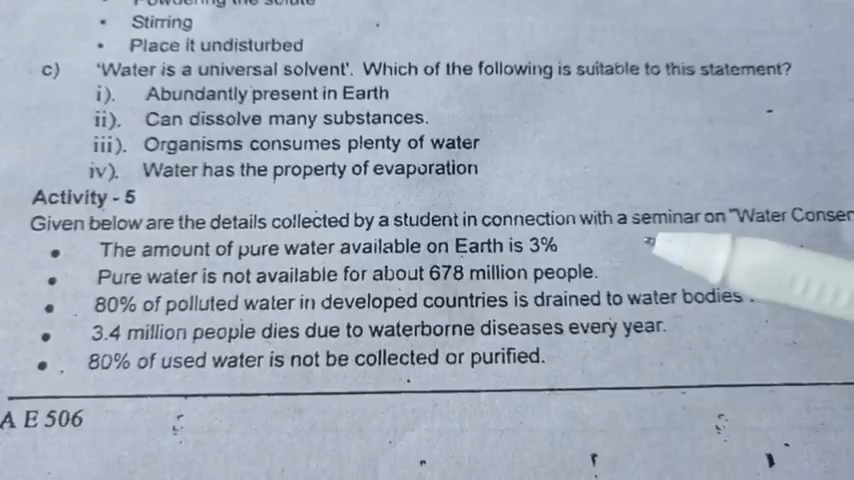 Powdering the solute
• Stirring
• Place it undisturbed
c) 'Water is a universal solvent'. Which of the following is suitable to this statement?
i). Abundantly present in Earth
ii). Can dissolve many substances.
iii). Organisms consumes plenty of water
iv). Water has the property of evaporation
Activity - 5
Given below are the details collected by a student in connection with a seminar on "Water Conser
• The amount of pure water available on Earth is 3%
• Pure water is not available for about 678 million people.
• 80% of polluted water in developed countries is drained to water bodies .
• 3.4 million people dies due to waterborne diseases every year.
• 80% of used water is not be collected or purified.
A E 506